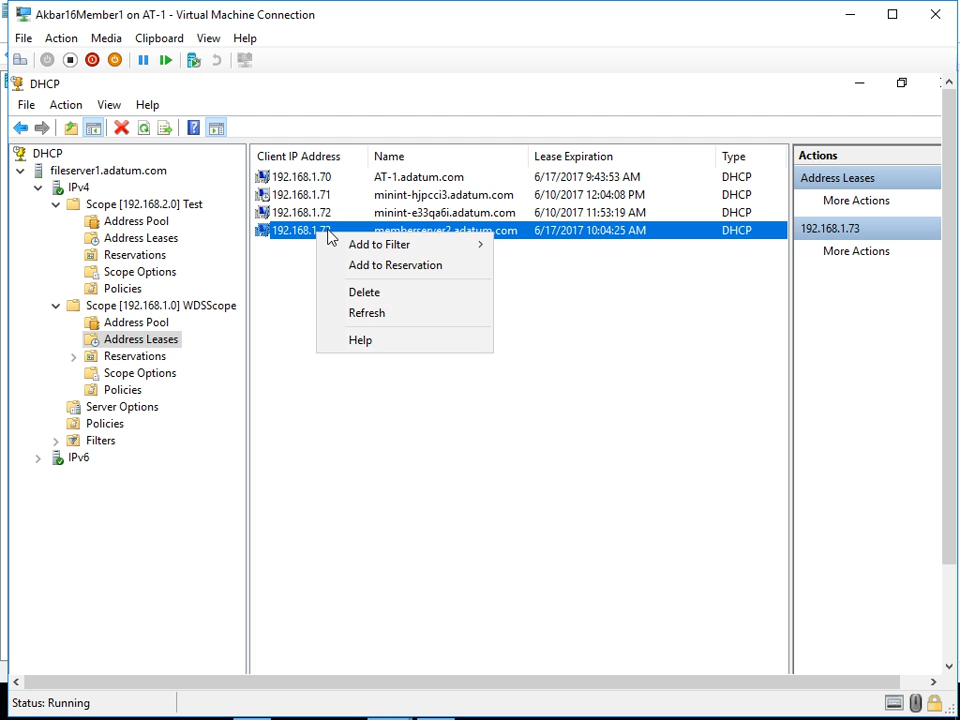 Akbar16Member1 on AT-1 - Virtual Machine Connection
File Action Media Clipboard View Help
DHCP
File Action View Help
DHCP
fileserver1.adatum.com
IPv4
Scope [192.168.2.0] Test
Address Pool
Address Leases
Reservations
Scope Options
Policies
Scope [192.168.1.0] WDSScope
Address Pool
Address Leases
Reservations
Scope Options
Policies
Server Options
Policies
Filters
IPv6
Client IP Address Name Lease Expiration Type
192.168.1.70 AT-1.adatum.com 6/17/2017 9:43:53 AM DHCP
192.168.1.71 minint-hjpcci3.adatum.com 6/10/2017 12:04:08 PM DHCP
192.168.1.72 minint-e33qa6i.adatum.com 6/10/2017 11:53:19 AM DHCP
192.168.1.73 memberserver2.adatum.com 6/17/2017 10:04:25 AM DHCP
Add to Filter
Add to Reservation
Delete
Refresh
Help
Actions
Address Leases
More Actions
192.168.1.73
More Actions
Status: Running